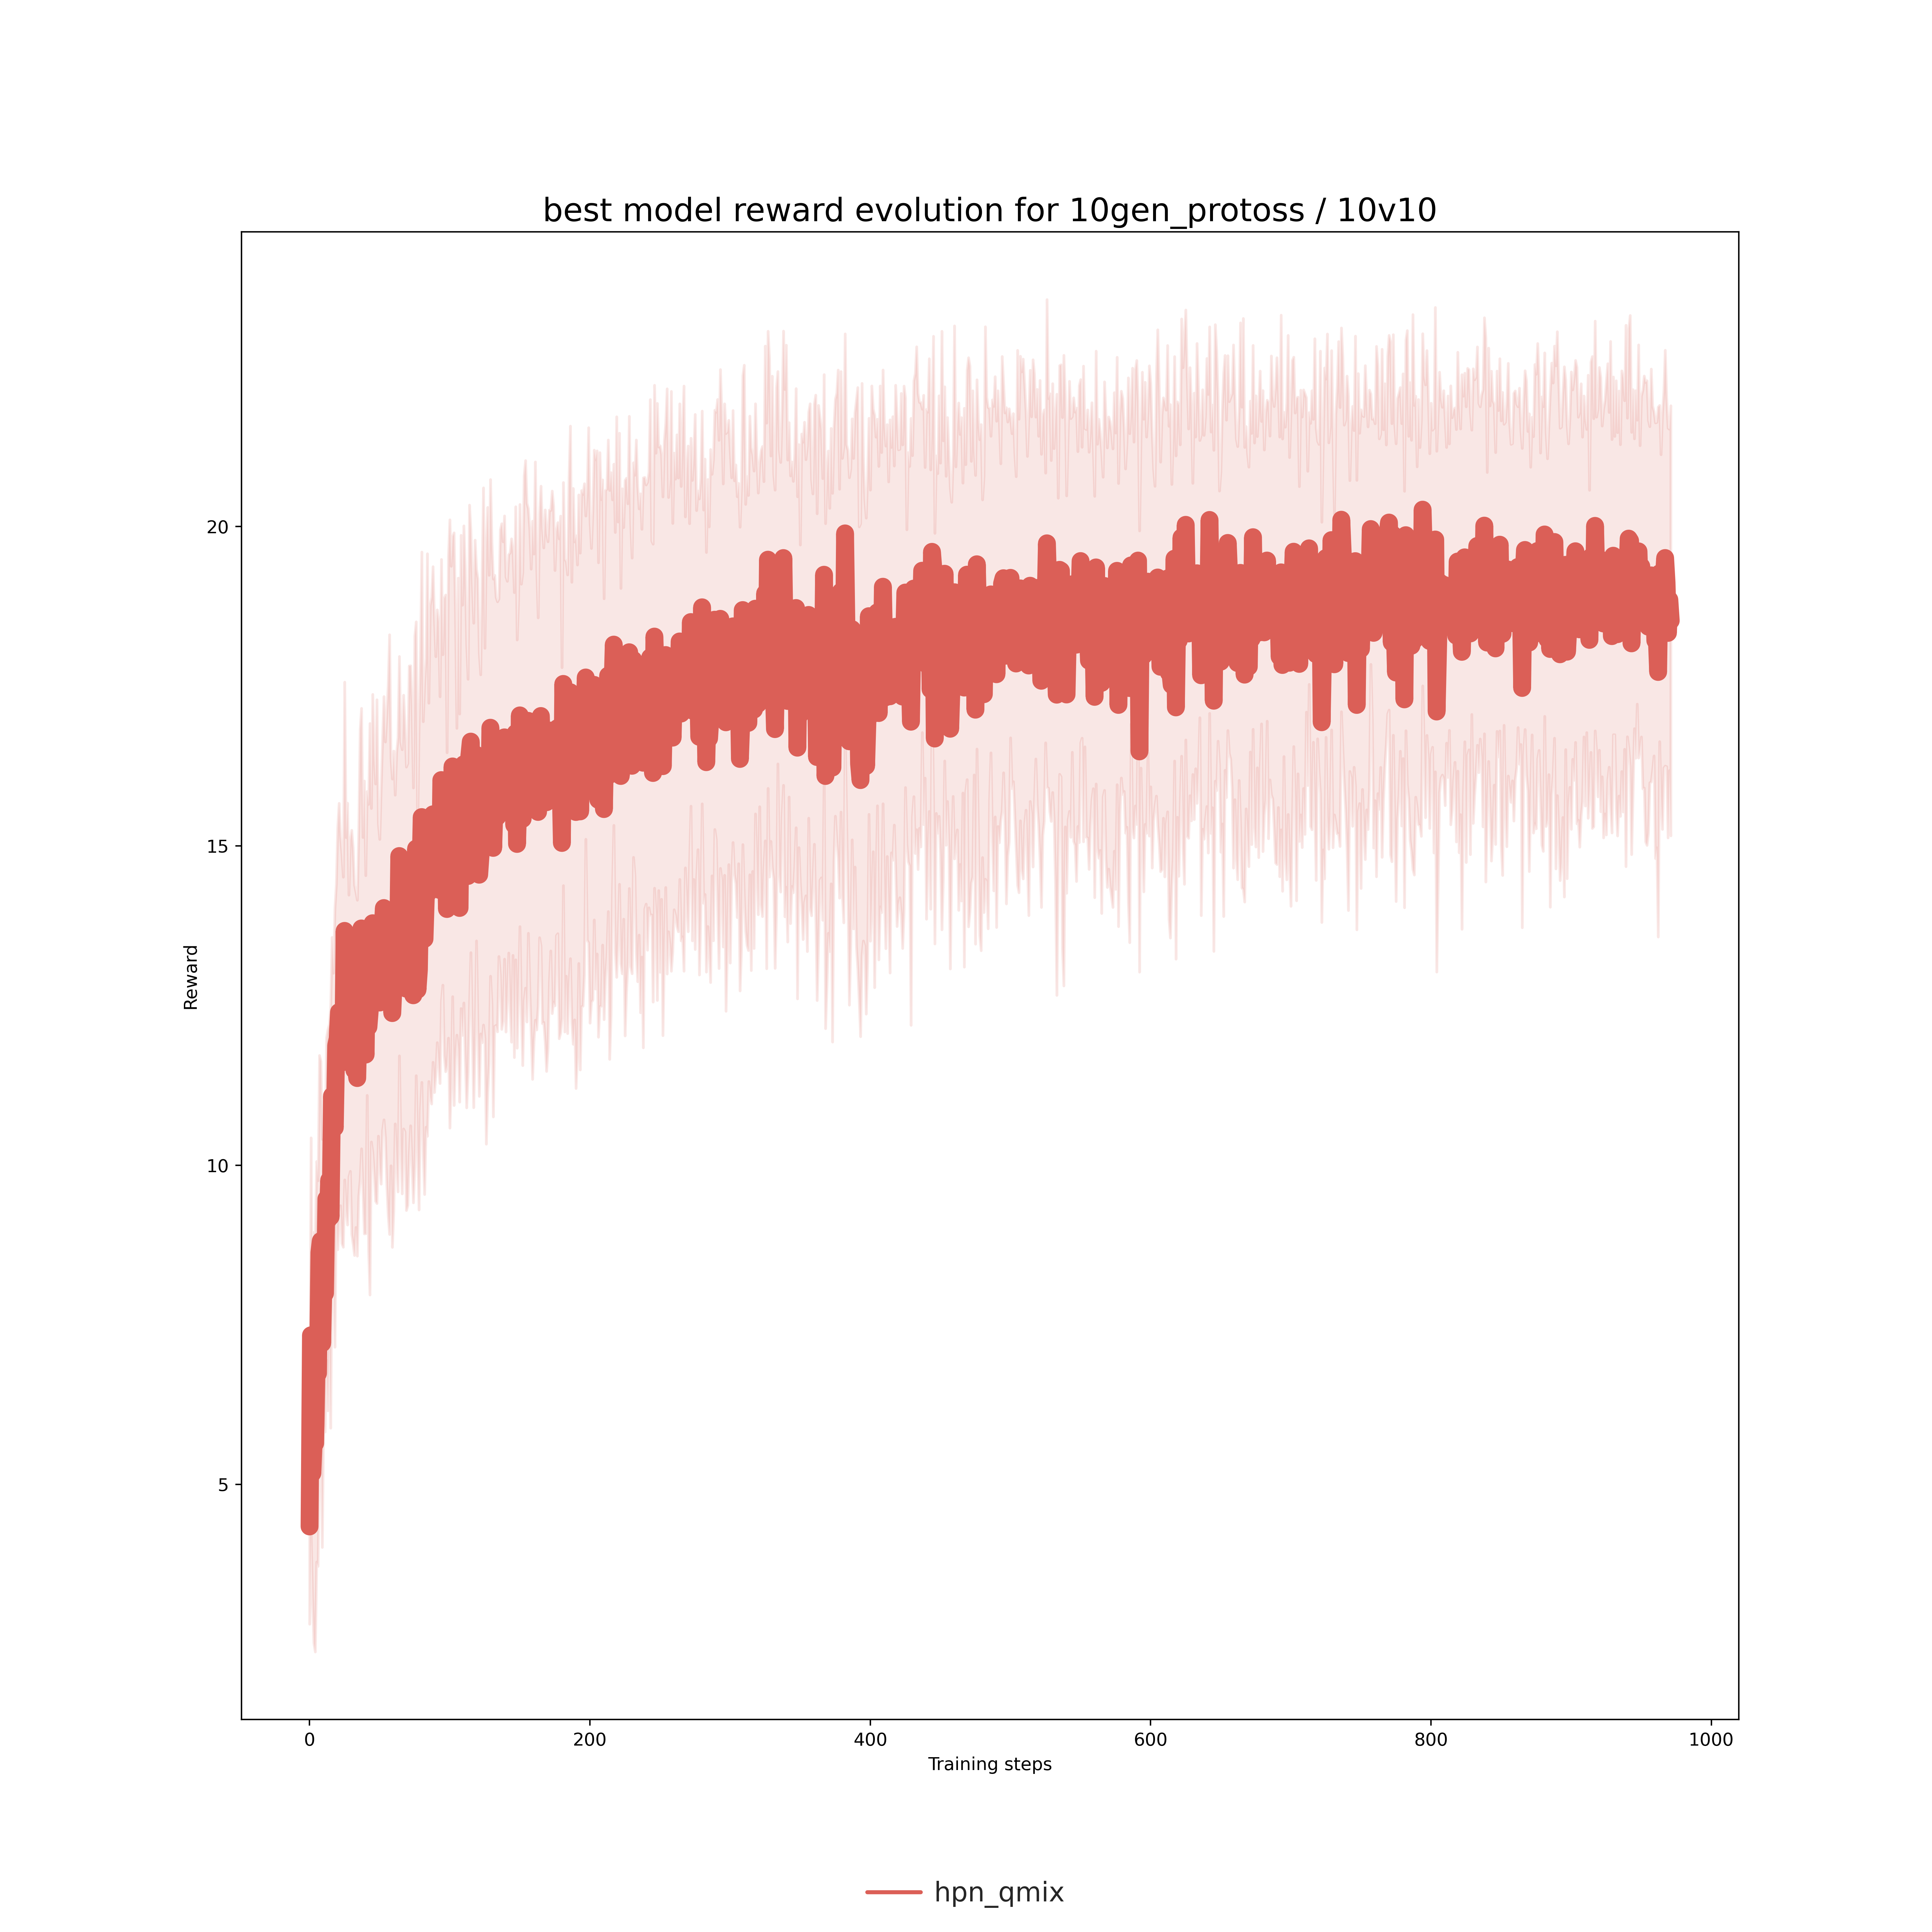 best model reward evolution for 10gen_protoss / 10v10
20
15
10
5
Reward
0 200 400 600 800 1000
Training steps
hpn_qmix